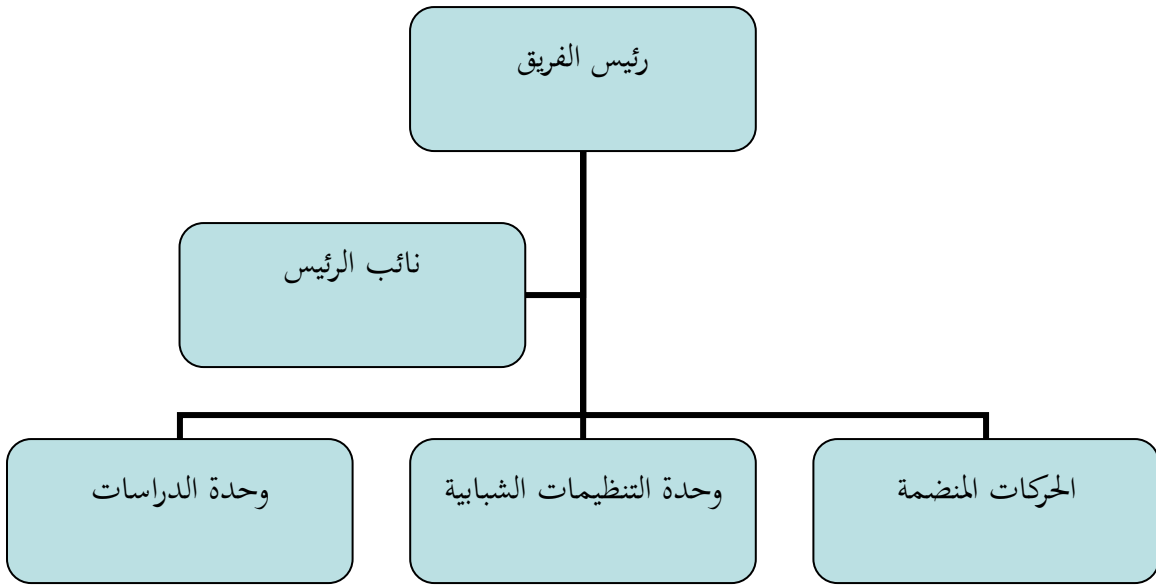 رئيس الفريق
نائب الرئيس
الحركات المنضمة
وحدة التنظيمات الشبابية
وحدة الدراسات